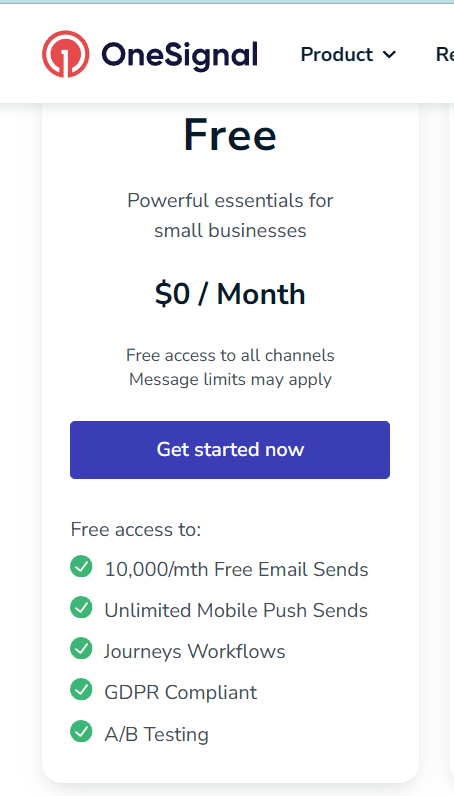 OneSignal
Product
Re
Free
Powerful essentials for
small businesses
$0 / Month
Free access to all channels
Message limits may apply
Get started now
Free access to:
10,000/mth Free Email Sends
Unlimited Mobile Push Sends
Journeys Workflows
GDPR Compliant
A/B Testing